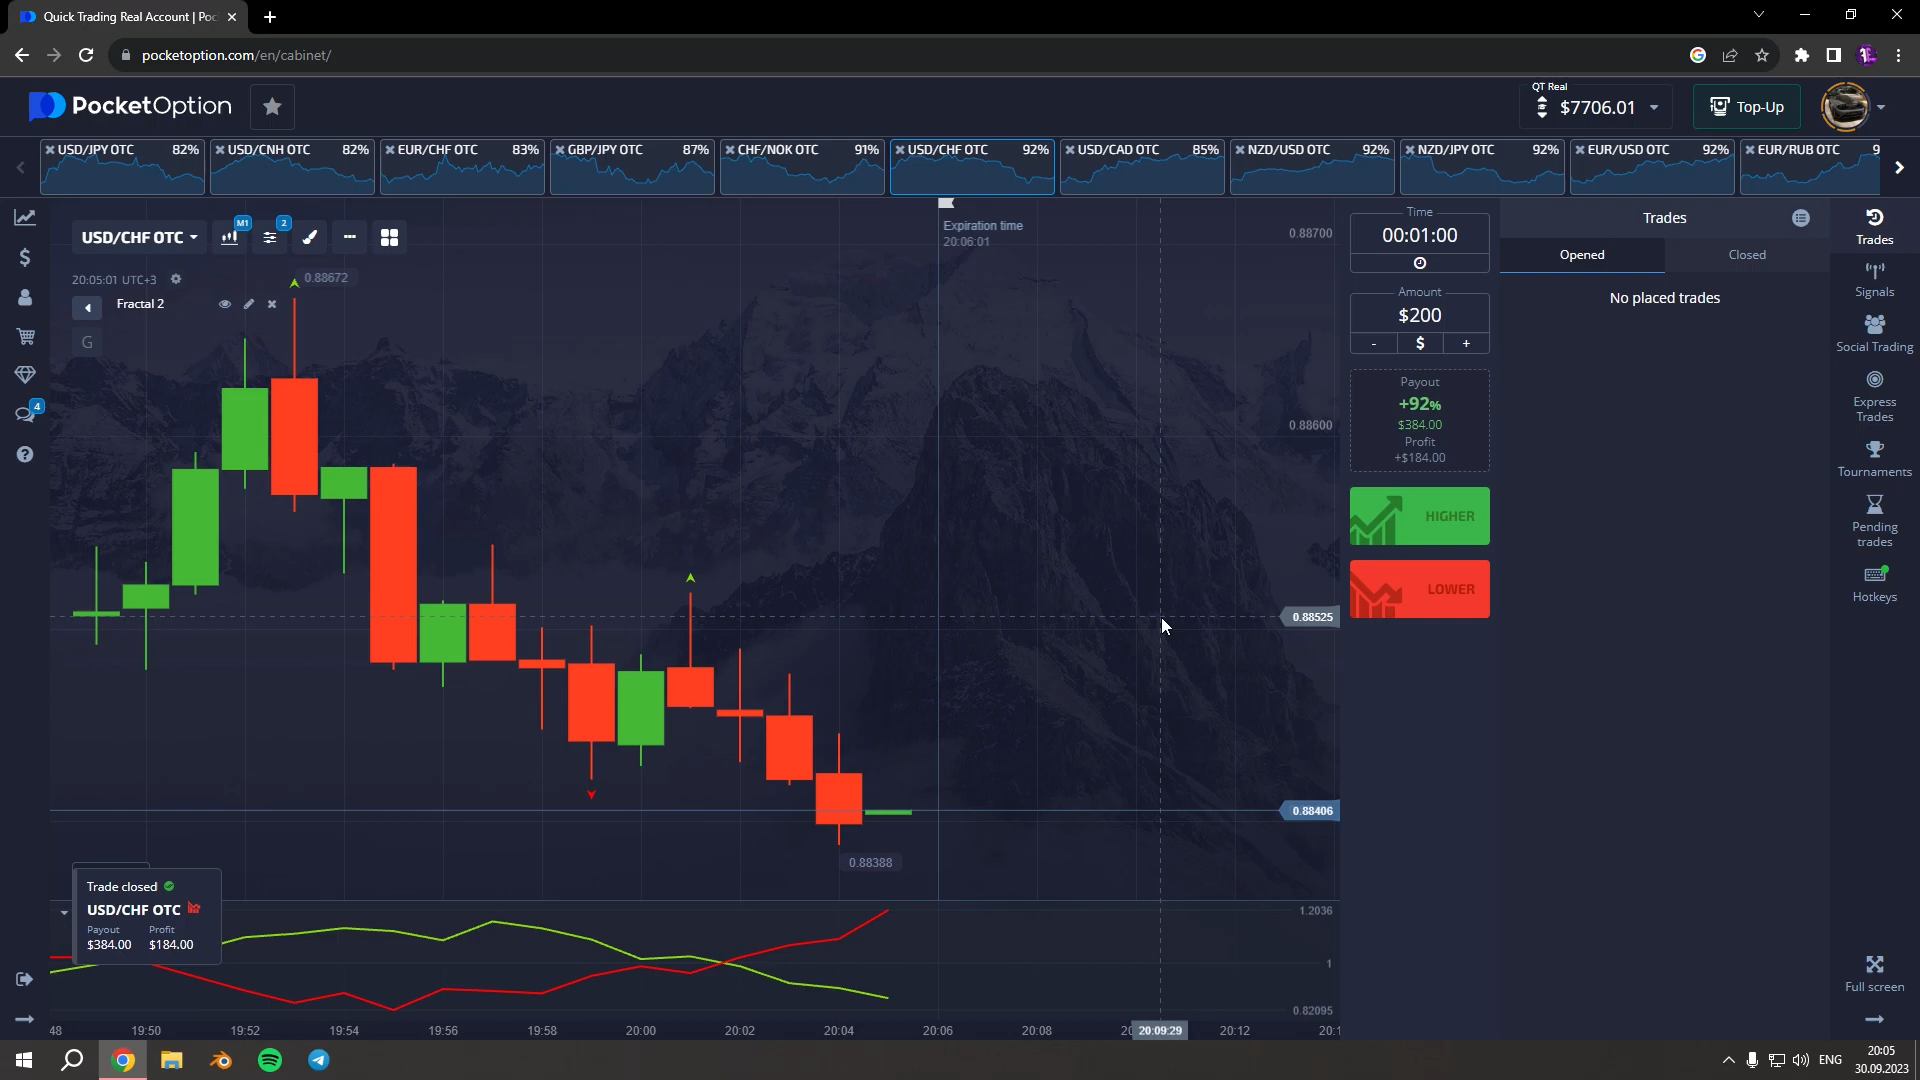 Quick Trading Real Account | Poc
pocketoption.com/en/cabinet/
PocketOption
QT Real
$7706.01
Top-Up
USD/JPY OTC 82%
USD/CNH OTC 82%
EUR/CHF OTC 83%
GBP/JPY OTC 87%
CHF/NOK OTC 91%
USD/CHF OTC 92%
USD/CAD OTC 85%
NZD/USD OTC 92%
NZD/JPY OTC 92%
EUR/USD OTC 92%
EUR/RUB OTC 9
USD/CHF OTC
M1
2
Expiration time
20:06:01
20:05:01 UTC+3
Fractal 2
G
4
0.88672
0.88700
0.88600
0.88525
0.88406
0.88388
Time
00:01:00
Amount
$200
- $ +
Payout
+92%
$384.00
Profit
+$184.00
HIGHER
LOWER
Trades
Opened Closed
No placed trades
Trades
Signals
Social Trading
Express
Trades
Tournaments
Pending
trades
Hotkeys
Full screen
Trade closed
USD/CHF OTC
Payout Profit
$384.00 $184.00
1.2036
1
0.82095
48 19:50 19:52 19:54 19:56 19:58 20:00 20:02 20:04 20:06 20:08 20 20:09:29 20:12 20:1
ENG
20:05
30.09.2023